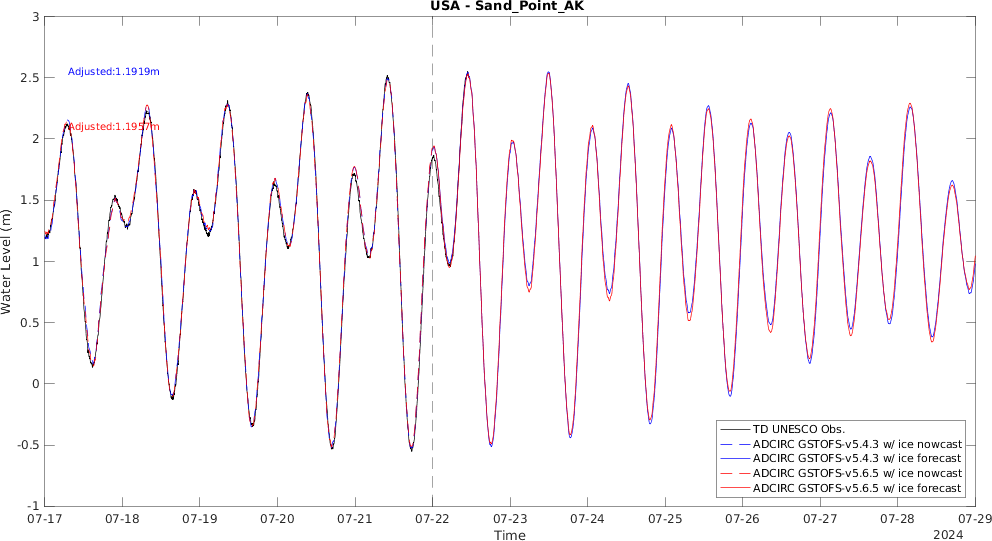 USA - Sand_Point_AK
Water Level (m)
3
2.5
2
1.5
1
0.5
0
-0.5
-1
Adjusted:1.1919m
Adjusted:1.1957m
TD UNESCO Obs.
ADCIRC GSTOFS-v5.4.3 w/ ice nowcast
ADCIRC GSTOFS-v5.4.3 w/ ice forecast
ADCIRC GSTOFS-v5.6.5 w/ ice nowcast
ADCIRC GSTOFS-v5.6.5 w/ ice forecast
07-17 07-18 07-19 07-20 07-21 07-22 07-23 07-24 07-25 07-26 07-27 07-28 07-29
Time
2024